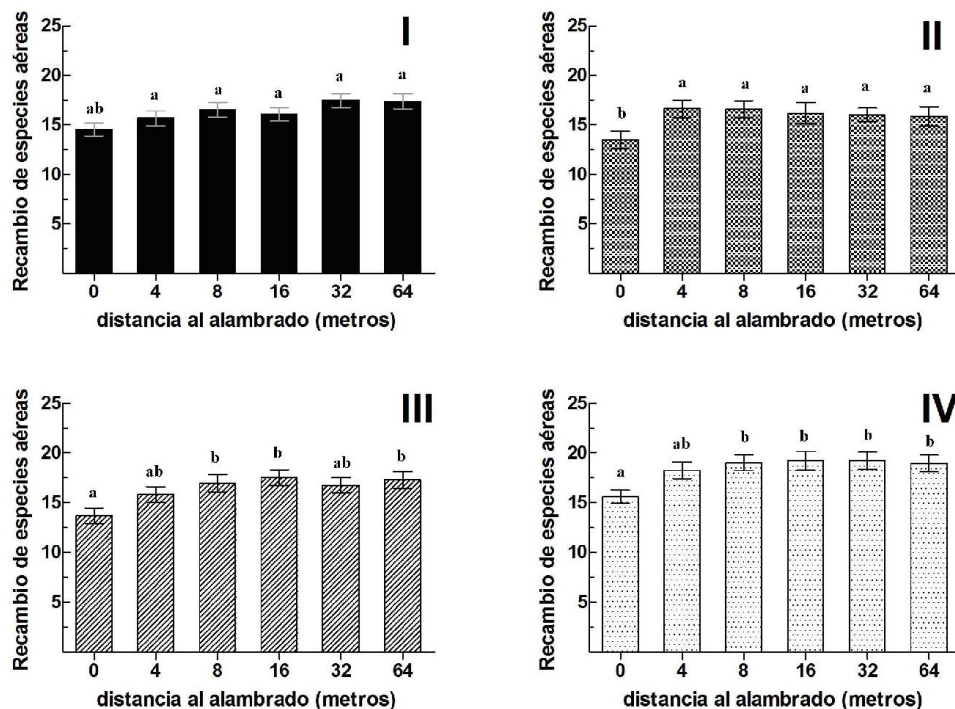 I
Recambio de especies aéreas
25
20
15
10
5
ab a a a a a
0 4 8 16 32 64
distancia al alambrado (metros)
II
Recambio de especies aéreas
25
20
15
10
5
b a a a a a
0 4 8 16 32 64
distancia al alambrado (metros)
III
Recambio de especies aéreas
25
20
15
10
5
a ab b b ab b
0 4 8 16 32 64
distancia al alambrado (metros)
IV
Recambio de especies aéreas
25
20
15
10
5
a ab b b b b
0 4 8 16 32 64
distancia al alambrado (metros)